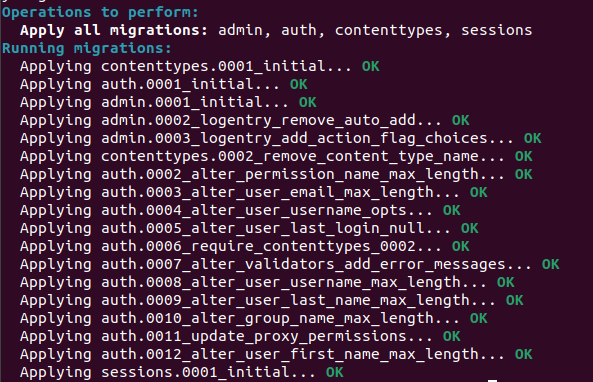 Operations to perform:
Apply all migrations: admin, auth, contenttypes, sessions
Running migrations:
Applying contenttypes.0001_initial... OK
Applying auth.0001_initial... OK
Applying admin.0001_initial... OK
Applying admin.0002_logentry_remove_auto_add... OK
Applying admin.0003_logentry_add_action_flag_choices... OK
Applying contenttypes.0002_remove_content_type_name... OK
Applying auth.0002_alter_permission_name_max_length... OK
Applying auth.0003_alter_user_email_max_length... OK
Applying auth.0004_alter_user_username_opts... OK
Applying auth.0005_alter_user_last_login_null... OK
Applying auth.0006_require_contenttypes_0002... OK
Applying auth.0007_alter_validators_add_error_messages... OK
Applying auth.0008_alter_user_username_max_length... OK
Applying auth.0009_alter_user_last_name_max_length... OK
Applying auth.0010_alter_group_name_max_length... OK
Applying auth.0011_update_proxy_permissions... OK
Applying auth.0012_alter_user_first_name_max_length... OK
Applying sessions.0001_initial... OK